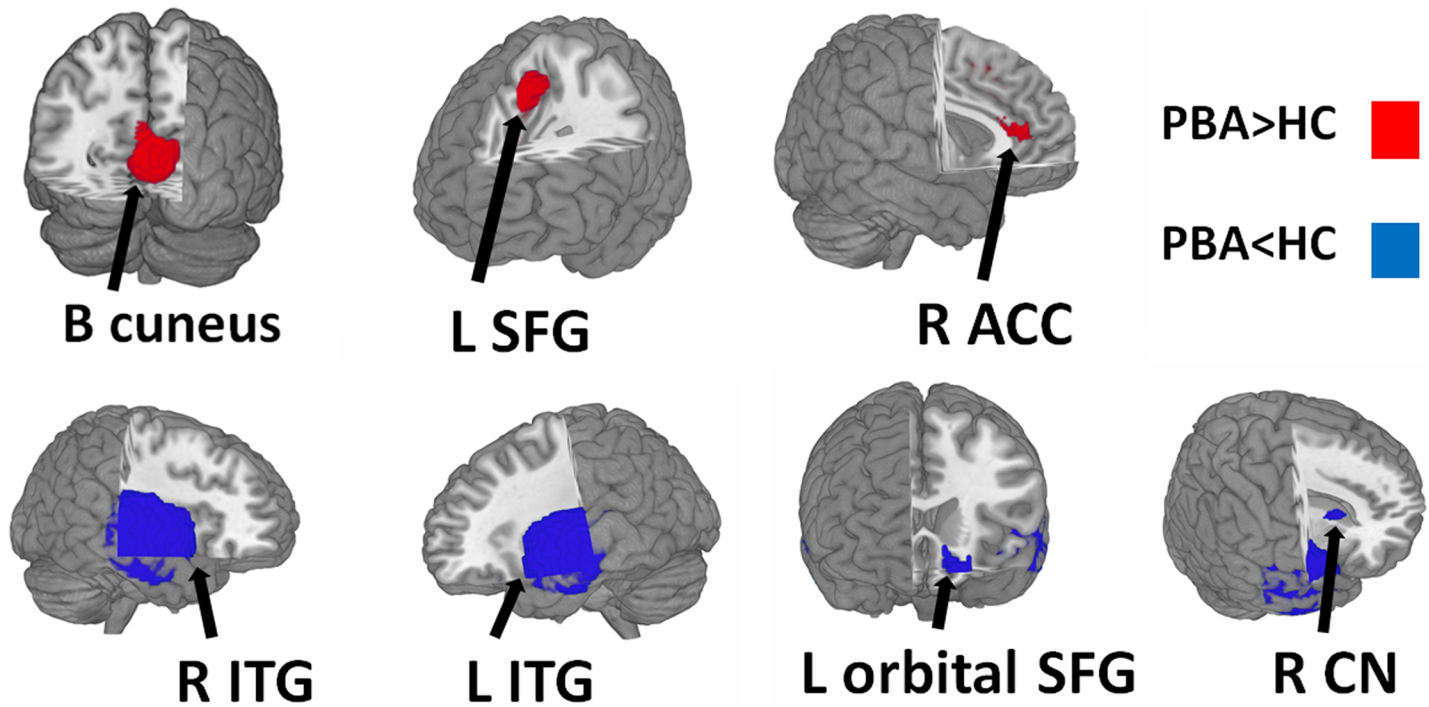 PBA>HC
PBA<HC
B cuneus
L SFG
R ACC
R ITG
L ITG
L orbital SFG
R CN